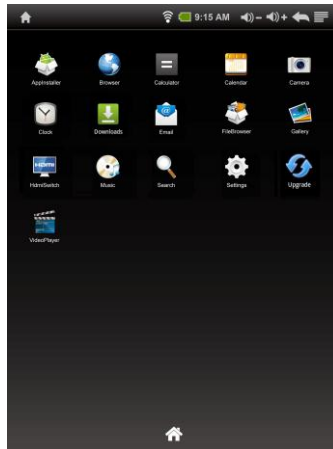 9:15 AM
AppInstaller Browser Calculator Calendar Camera
Clock Downloads Email FileBrowser Gallery
HDMI
HdmiSwitch Music Search Settings Upgrade
VideoPlayer